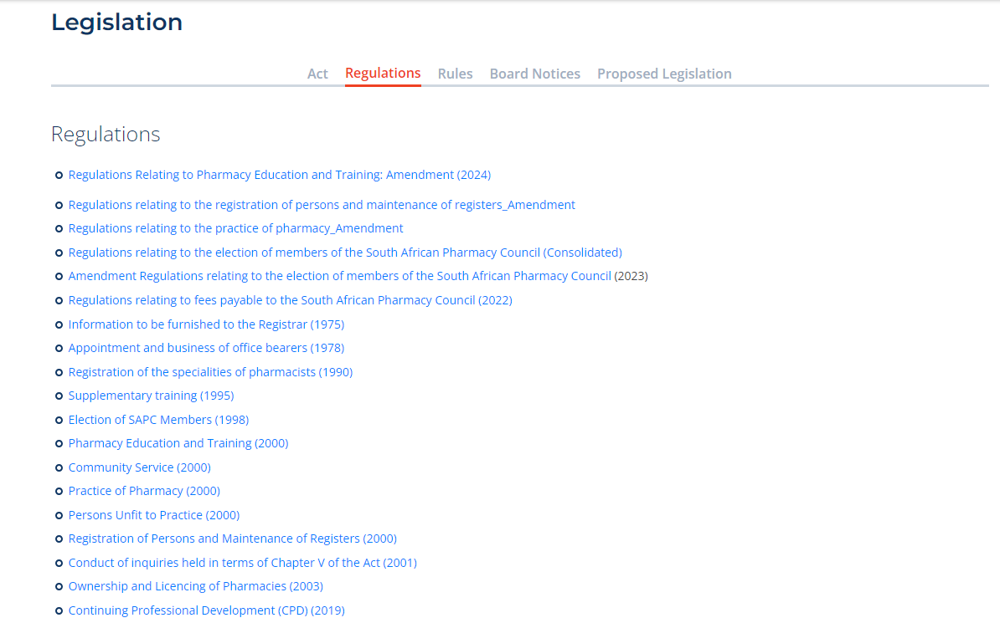 Legislation
Act Regulations Rules Board Notices Proposed Legislation
Regulations
Regulations Relating to Pharmacy Education and Training: Amendment (2024)
Regulations relating to the registration of persons and maintenance of registers_Amendment
Regulations relating to the practice of pharmacy_Amendment
Regulations relating to the election of members of the South African Pharmacy Council (Consolidated)
Amendment Regulations relating to the election of members of the South African Pharmacy Council (2023)
Regulations relating to fees payable to the South African Pharmacy Council (2022)
Information to be furnished to the Registrar (1975)
Appointment and business of office bearers (1978)
Registration of the specialities of pharmacists (1990)
Supplementary training (1995)
Election of SAPC Members (1998)
Pharmacy Education and Training (2000)
Community Service (2000)
Practice of Pharmacy (2000)
Persons Unfit to Practice (2000)
Registration of Persons and Maintenance of Registers (2000)
Conduct of inquiries held in terms of Chapter V of the Act (2001)
Ownership and Licencing of Pharmacies (2003)
Continuing Professional Development (CPD) (2019)